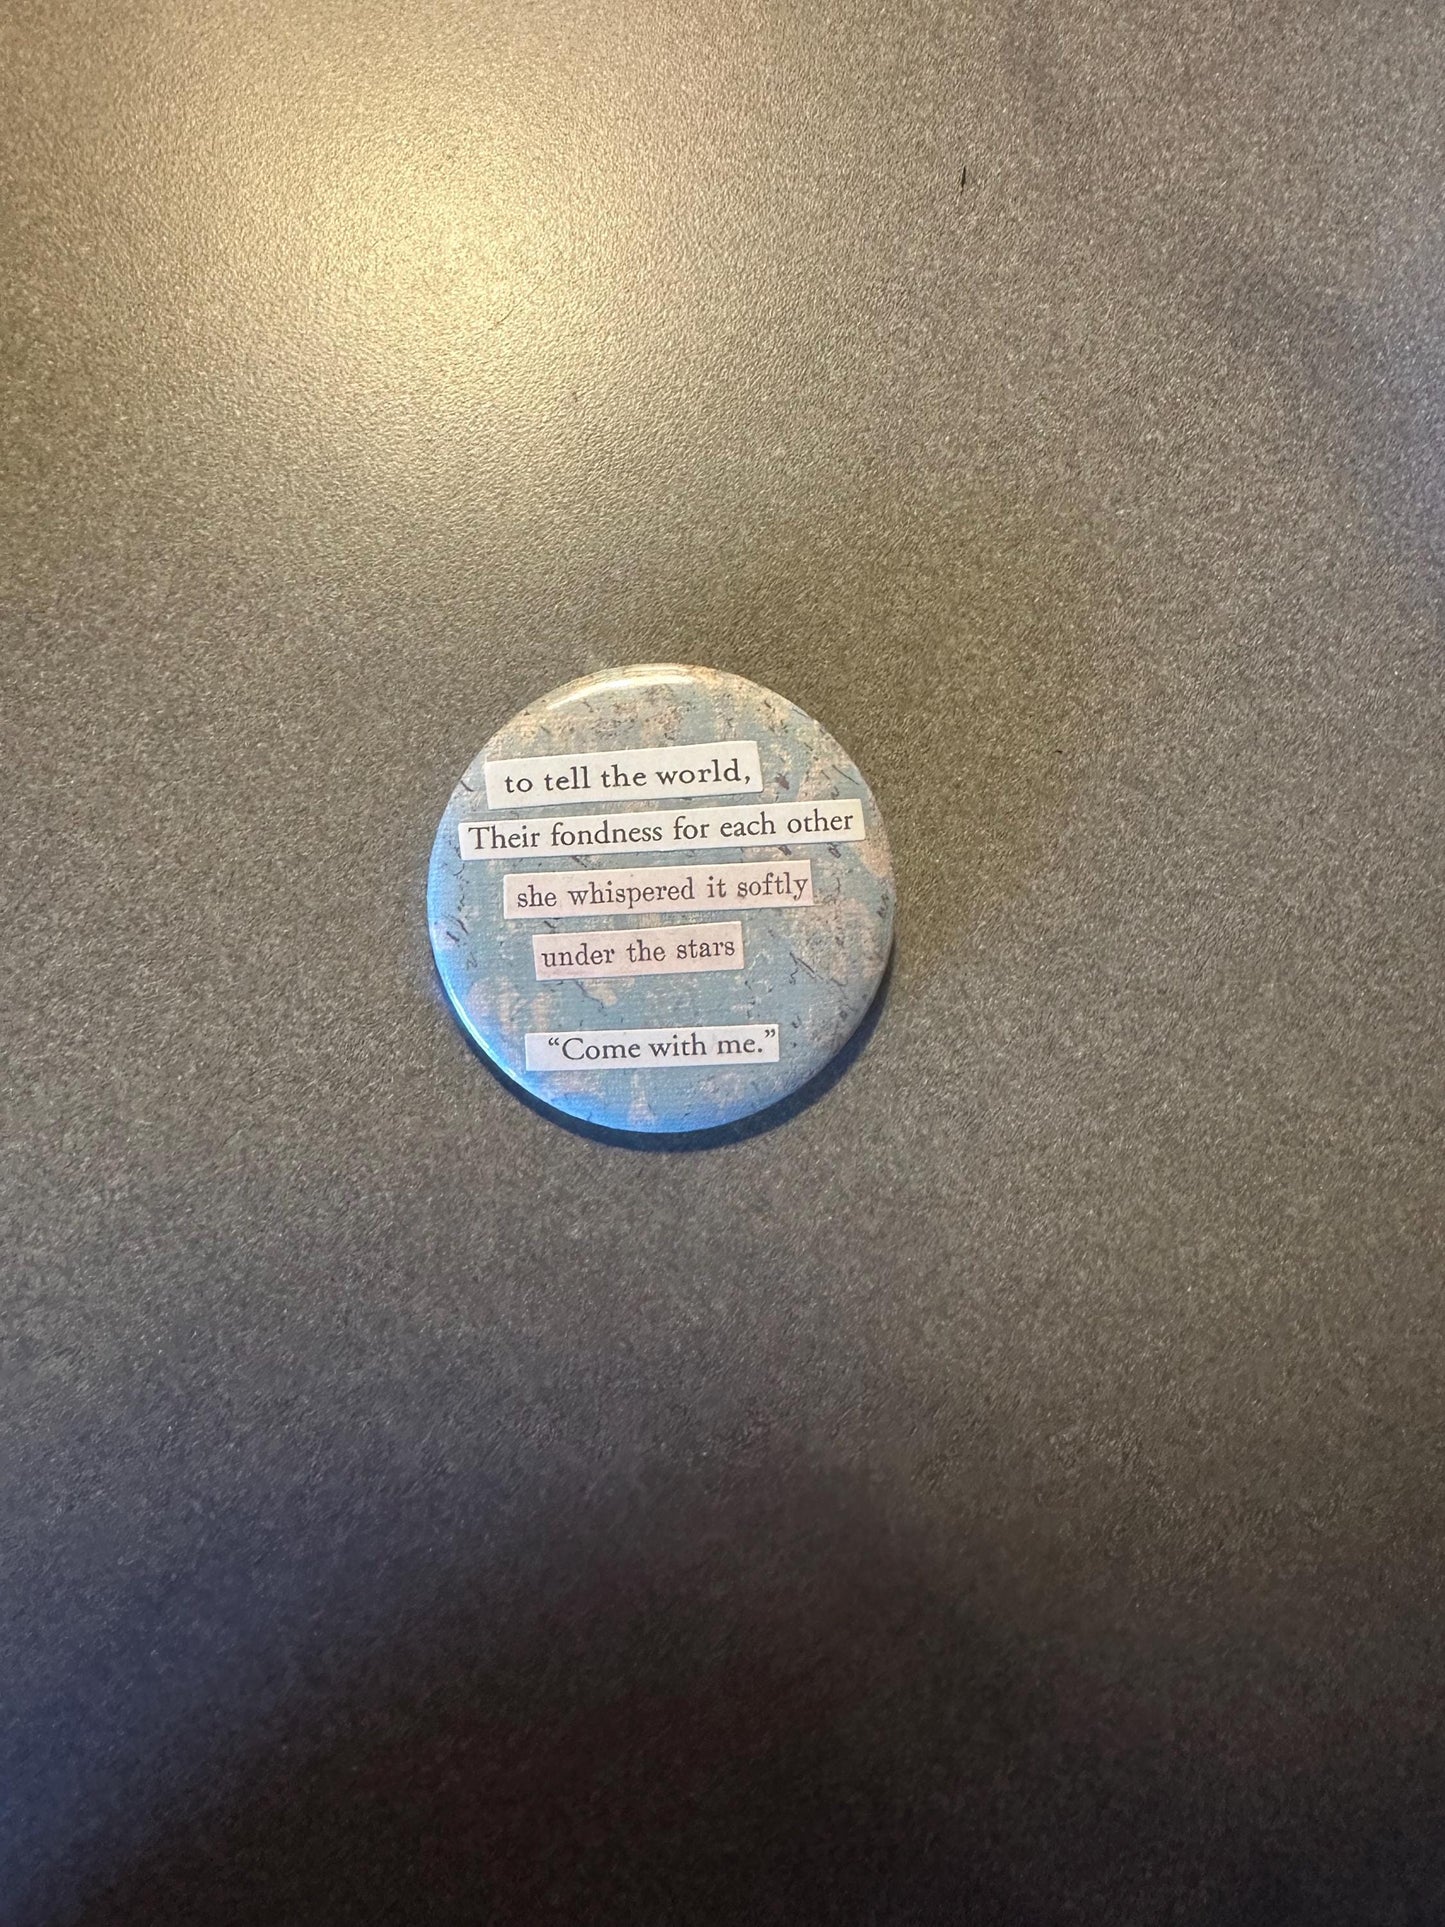 to tell the world,
Their fondness for each other
she whispered it softly
under the stars
“Come with me.”